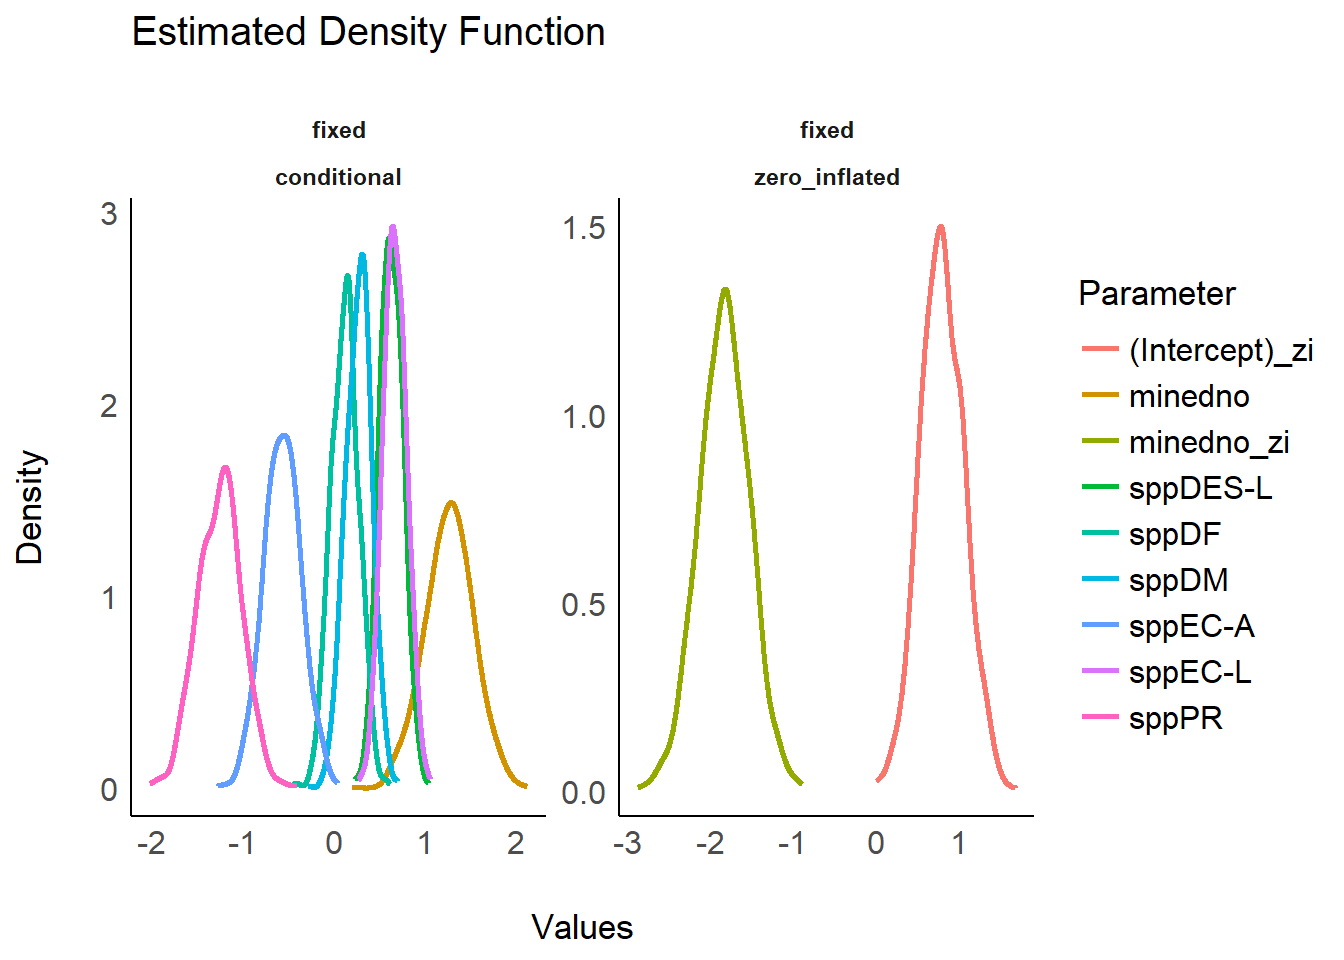 Estimated Density Function
fixed
conditional
fixed
zero_inflated
Density
3
2
1
0
-2 -1 0 1 2
1.5
1.0
0.5
0.0
-3 -2 -1 0 1
Values
Parameter
(Intercept)_zi
minedno
minedno_zi
sppDES-L
sppDF
sppDM
sppEC-A
sppEC-L
sppPR